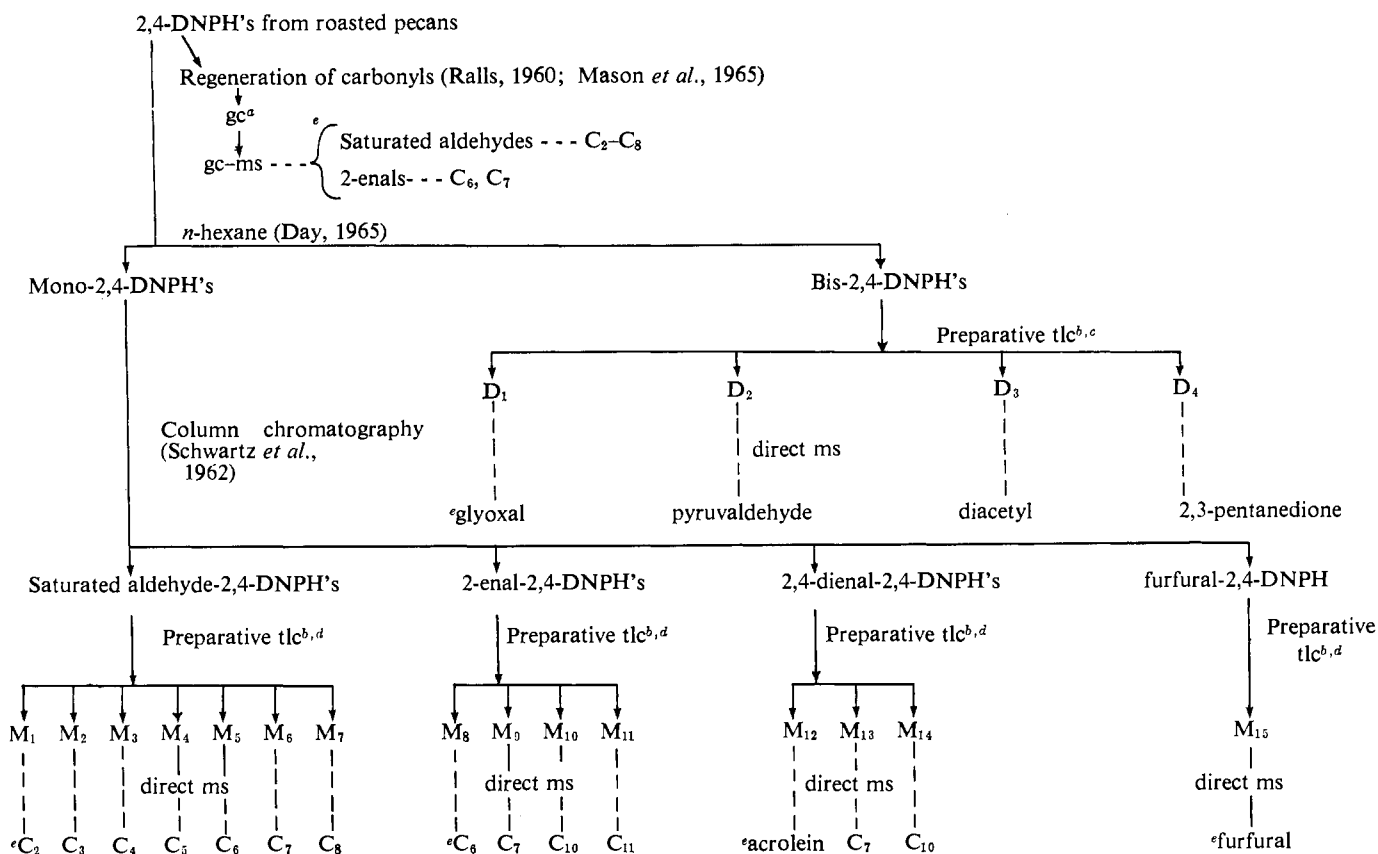 2,4-DNPH's from roasted pecans
Regeneration of carbonyls (Ralls, 1960; Mason et al., 1965)
gcᵃ
gc–ms - - - - ᵉ
Saturated aldehydes - - - C₂–C₈
2-enals- - - C₆, C₇
n-hexane (Day, 1965)
Mono-2,4-DNPH's Bis-2,4-DNPH's
Preparative tlcᵇ,ᶜ
D₁ D₂ D₃ D₄
Column chromatography
(Schwartz et al.,
1962)
direct ms
ᵉglyoxal pyruvaldehyde diacetyl 2,3-pentanedione
Saturated aldehyde-2,4-DNPH's 2-enal-2,4-DNPH's 2,4-dienal-2,4-DNPH's furfural-2,4-DNPH
Preparative tlcᵇ,ᵈ Preparative tlcᵇ,ᵈ Preparative tlcᵇ,ᵈ Preparative
tlcᵇ,ᵈ
M₁ M₂ M₃ M₄ M₅ M₆ M₇ M₈ M₉ M₁₀ M₁₁ M₁₂ M₁₃ M₁₄ M₁₅
direct ms direct ms direct ms direct ms
ᵉC₂ C₃ C₄ C₅ C₆ C₇ C₈ ᵉC₆ C₇ C₁₀ C₁₁ ᵉacrolein C₇ C₁₀ ᵉfurfural